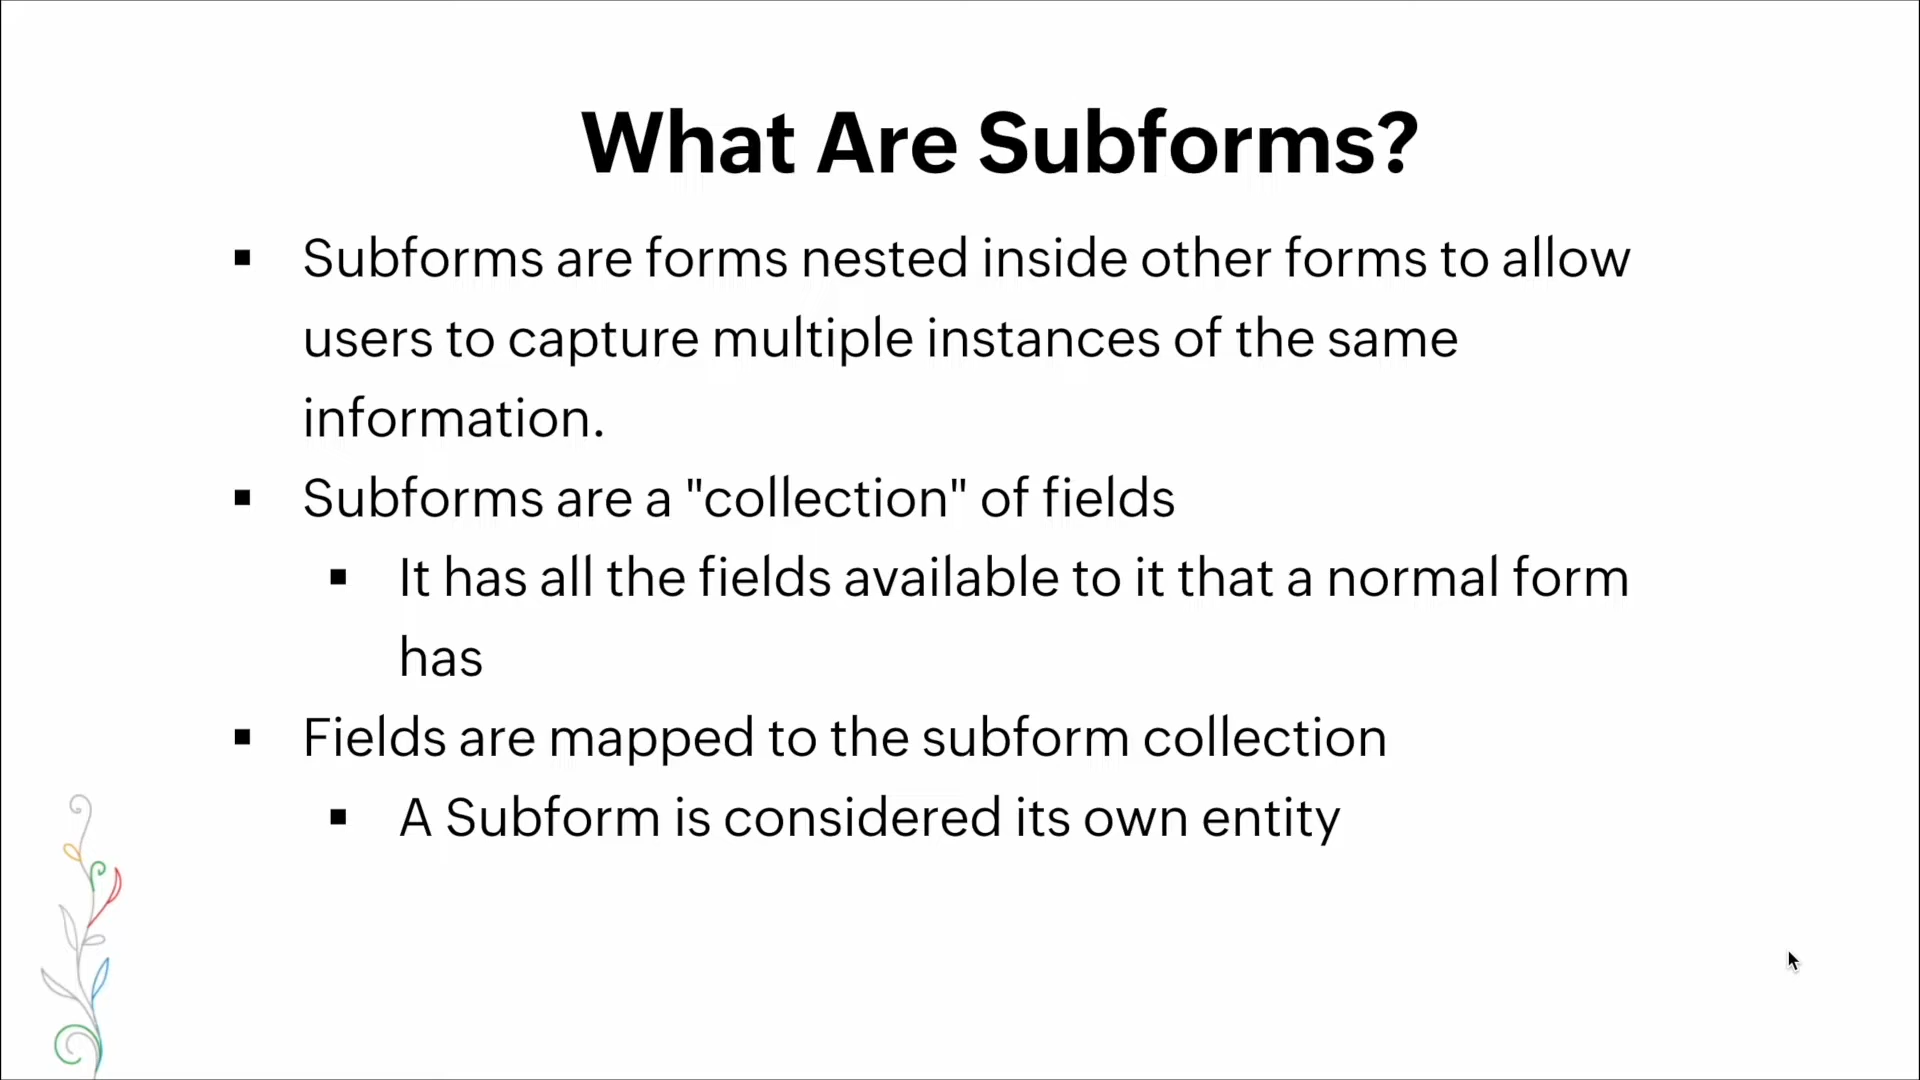 What Are Subforms?
▪ Subforms are forms nested inside other forms to allow
users to capture multiple instances of the same
information.
▪ Subforms are a "collection" of fields
▪ It has all the fields available to it that a normal form
has
▪ Fields are mapped to the subform collection
▪ A Subform is considered its own entity